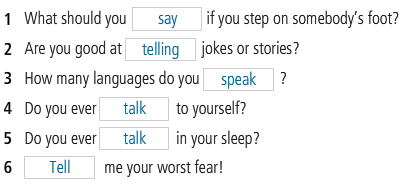 1 What should you say if you step on somebody's foot?
2 Are you good at telling jokes or stories?
3 How many languages do you speak ?
4 Do you ever talk to yourself?
5 Do you ever talk in your sleep?
6 Tell me your worst fear!